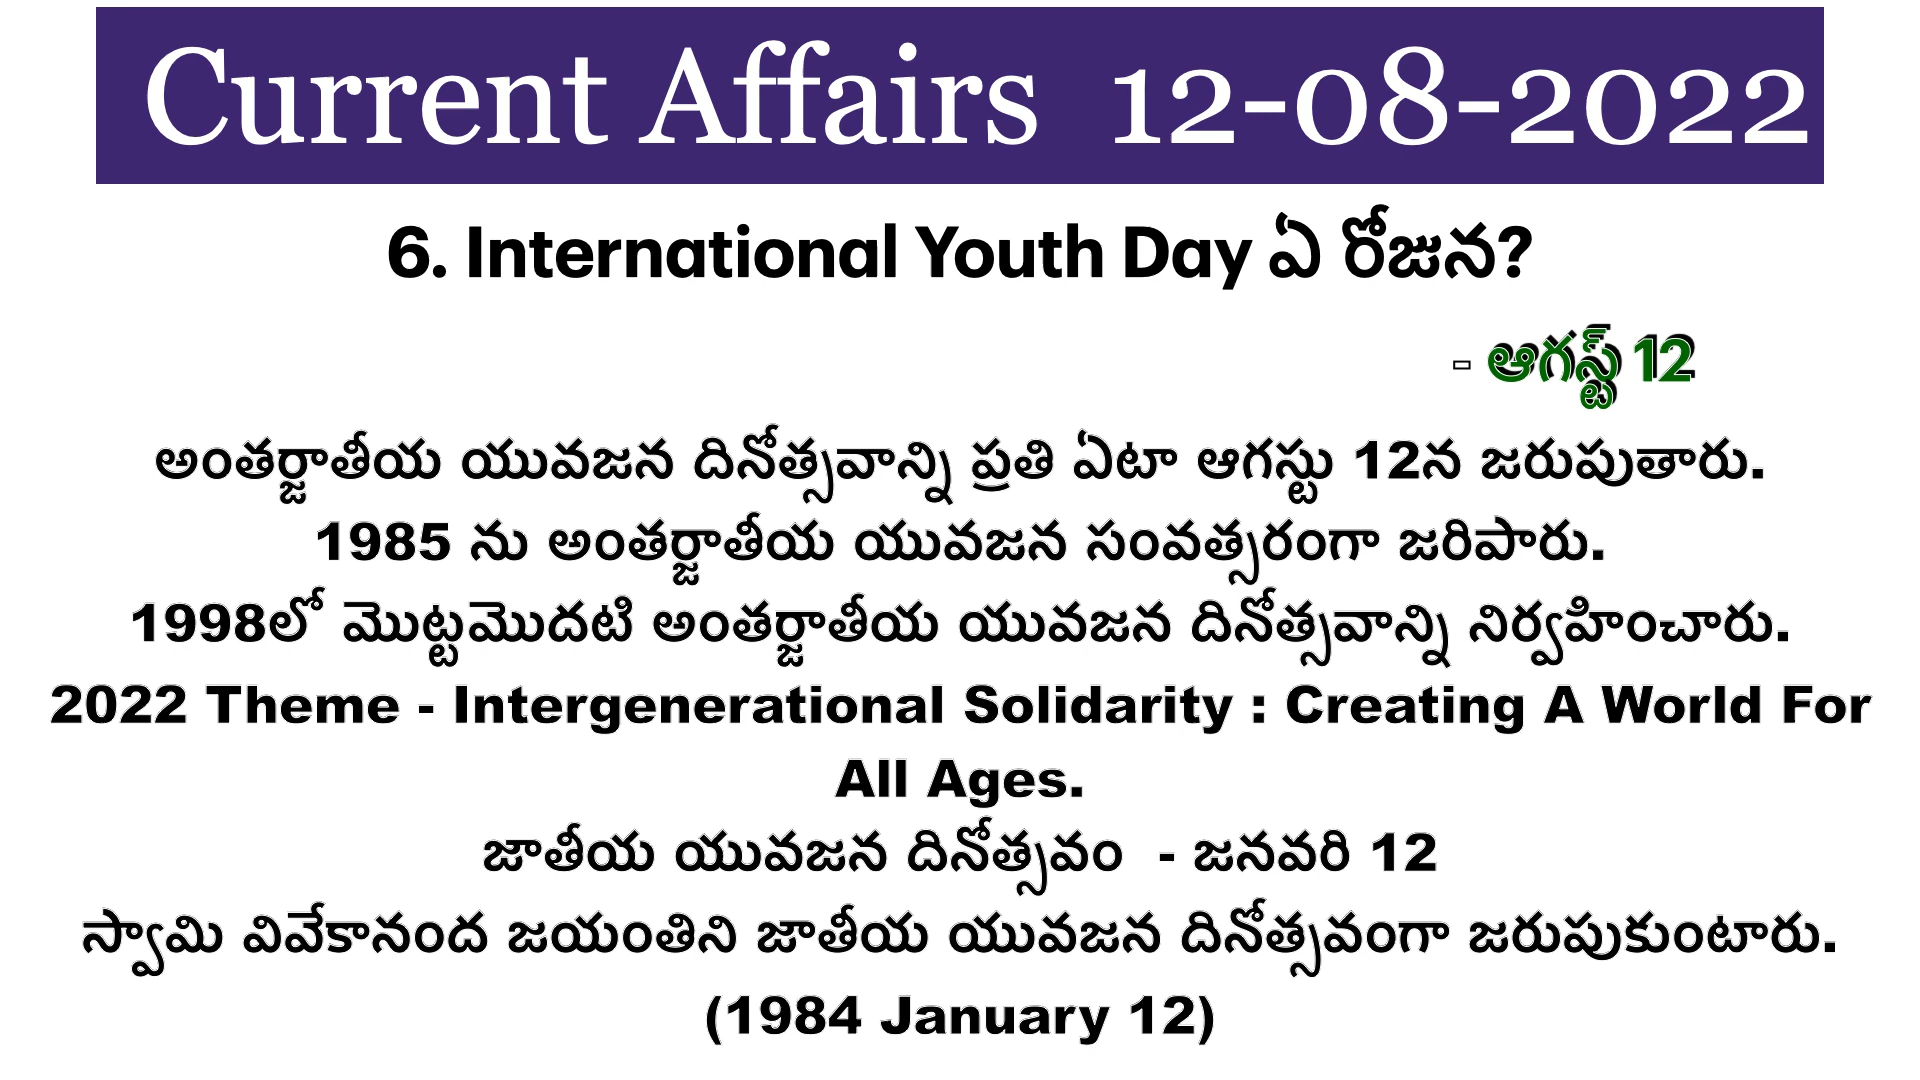 Current Affairs 12-08-2022
6. International Youth Day ఏ రోజున?
- ఆగస్ట్ 12
అంతర్జాతీయ యువజన దినోత్సవాన్ని ప్రతి ఏటా ఆగస్టు 12న జరుపుతారు.
1985 ను అంతర్జాతీయ యువజన సంవత్సరంగా జరిపారు.
1998లో మొట్టమొదటి అంతర్జాతీయ యువజన దినోత్సవాన్ని నిర్వహించారు.
2022 Theme - Intergenerational Solidarity : Creating A World For
All Ages.
జాతీయ యువజన దినోత్సవం - జనవరి 12
స్వామి వివేకానంద జయంతిని జాతీయ యువజన దినోత్సవంగా జరుపుకుంటారు.
(1984 January 12)